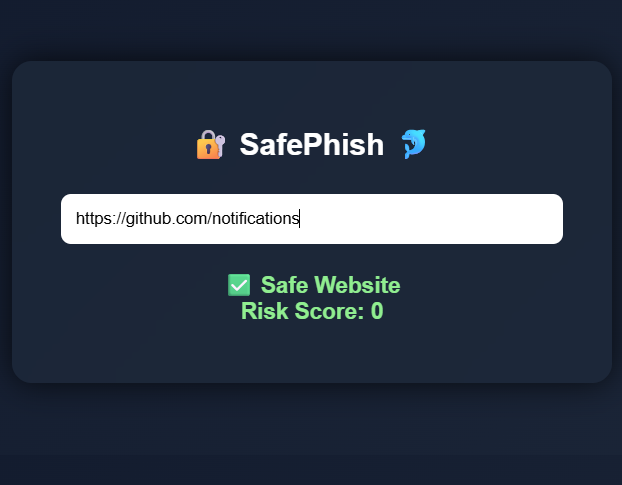 🔐 SafePhish 🐬
https://github.com/notifications
✅ Safe Website
Risk Score: 0